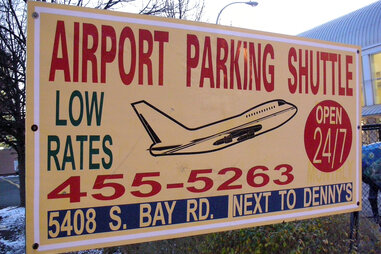 AIRPORT PARKING SHUTTLE
LOW
RATES
OPEN
24/7
455-5263
5408 S. BAY RD. NEXT TO DENNY'S